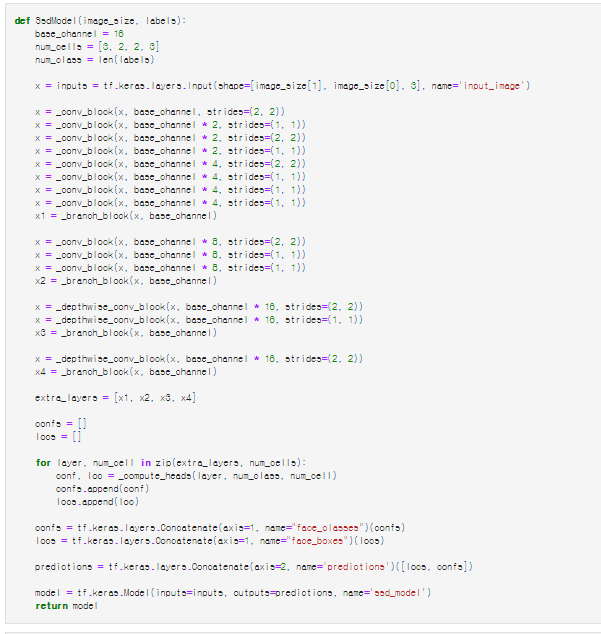 def SsdModel(image_size, labels):
    base_channel = 16
    num_cells = [3, 2, 2, 3]
    num_class = len(labels)

    x = inputs = tf.keras.layers.Input(shape=[image_size[1], image_size[0], 3], name='input_image')

    x = _conv_block(x, base_channel, strides=(2, 2))
    x = _conv_block(x, base_channel * 2, strides=(1, 1))
    x = _conv_block(x, base_channel * 2, strides=(2, 2))
    x = _conv_block(x, base_channel * 2, strides=(1, 1))
    x = _conv_block(x, base_channel * 4, strides=(2, 2))
    x = _conv_block(x, base_channel * 4, strides=(1, 1))
    x = _conv_block(x, base_channel * 4, strides=(1, 1))
    x = _conv_block(x, base_channel * 4, strides=(1, 1))
    x1 = _branch_block(x, base_channel)

    x = _conv_block(x, base_channel * 8, strides=(2, 2))
    x = _conv_block(x, base_channel * 8, strides=(1, 1))
    x = _conv_block(x, base_channel * 8, strides=(1, 1))
    x2 = _branch_block(x, base_channel)

    x = _depthwise_conv_block(x, base_channel * 16, strides=(2, 2))
    x = _depthwise_conv_block(x, base_channel * 16, strides=(1, 1))
    x3 = _branch_block(x, base_channel)

    x = _depthwise_conv_block(x, base_channel * 16, strides=(2, 2))
    x4 = _branch_block(x, base_channel)

    extra_layers = [x1, x2, x3, x4]

    confs = []
    locs = []

    for layer, num_cell in zip(extra_layers, num_cells):
        conf, loc = _compute_heads(layer, num_class, num_cell)
        confs.append(conf)
        locs.append(loc)

    confs = tf.keras.layers.Concatenate(axis=1, name="face_classes")(confs)
    locs = tf.keras.layers.Concatenate(axis=1, name="face_boxes")(locs)

    predictions = tf.keras.layers.Concatenate(axis=2, name='predictions')([locs, confs])

    model = tf.keras.Model(inputs=inputs, outputs=predictions, name='ssd_model')
    return model